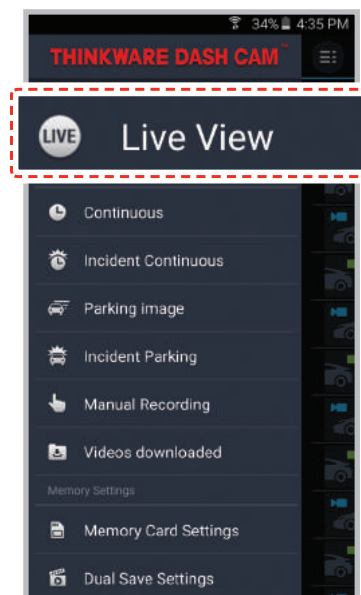 34% 4:35 PM
THINKWARE DASH CAM™
LIVE Live View
Continuous
Incident Continuous
Parking image
Incident Parking
Manual Recording
Videos downloaded
Memory Settings
Memory Card Settings
Dual Save Settings